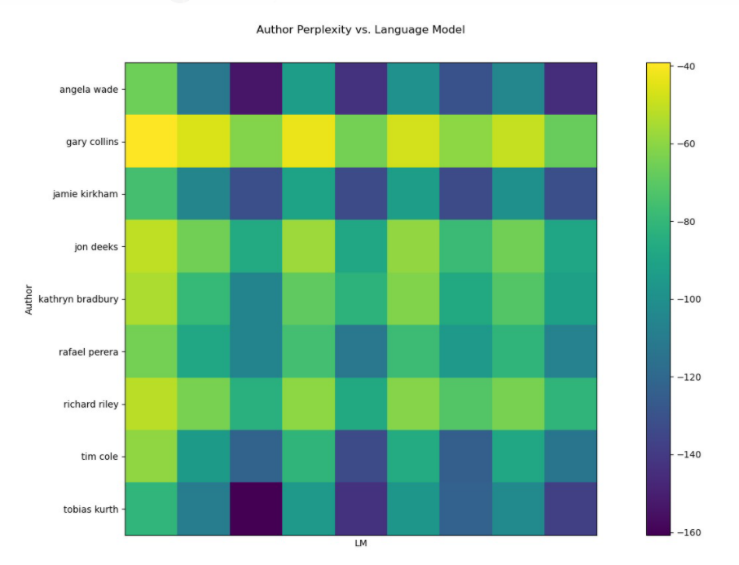 Author Perplexity vs. Language Model
angela wade
gary collins
jamie kirkham
jon deeks
kathryn bradbury
rafael perera
richard riley
tim cole
tobias kurth
Author
LM
−40
−60
−80
−100
−120
−140
−160